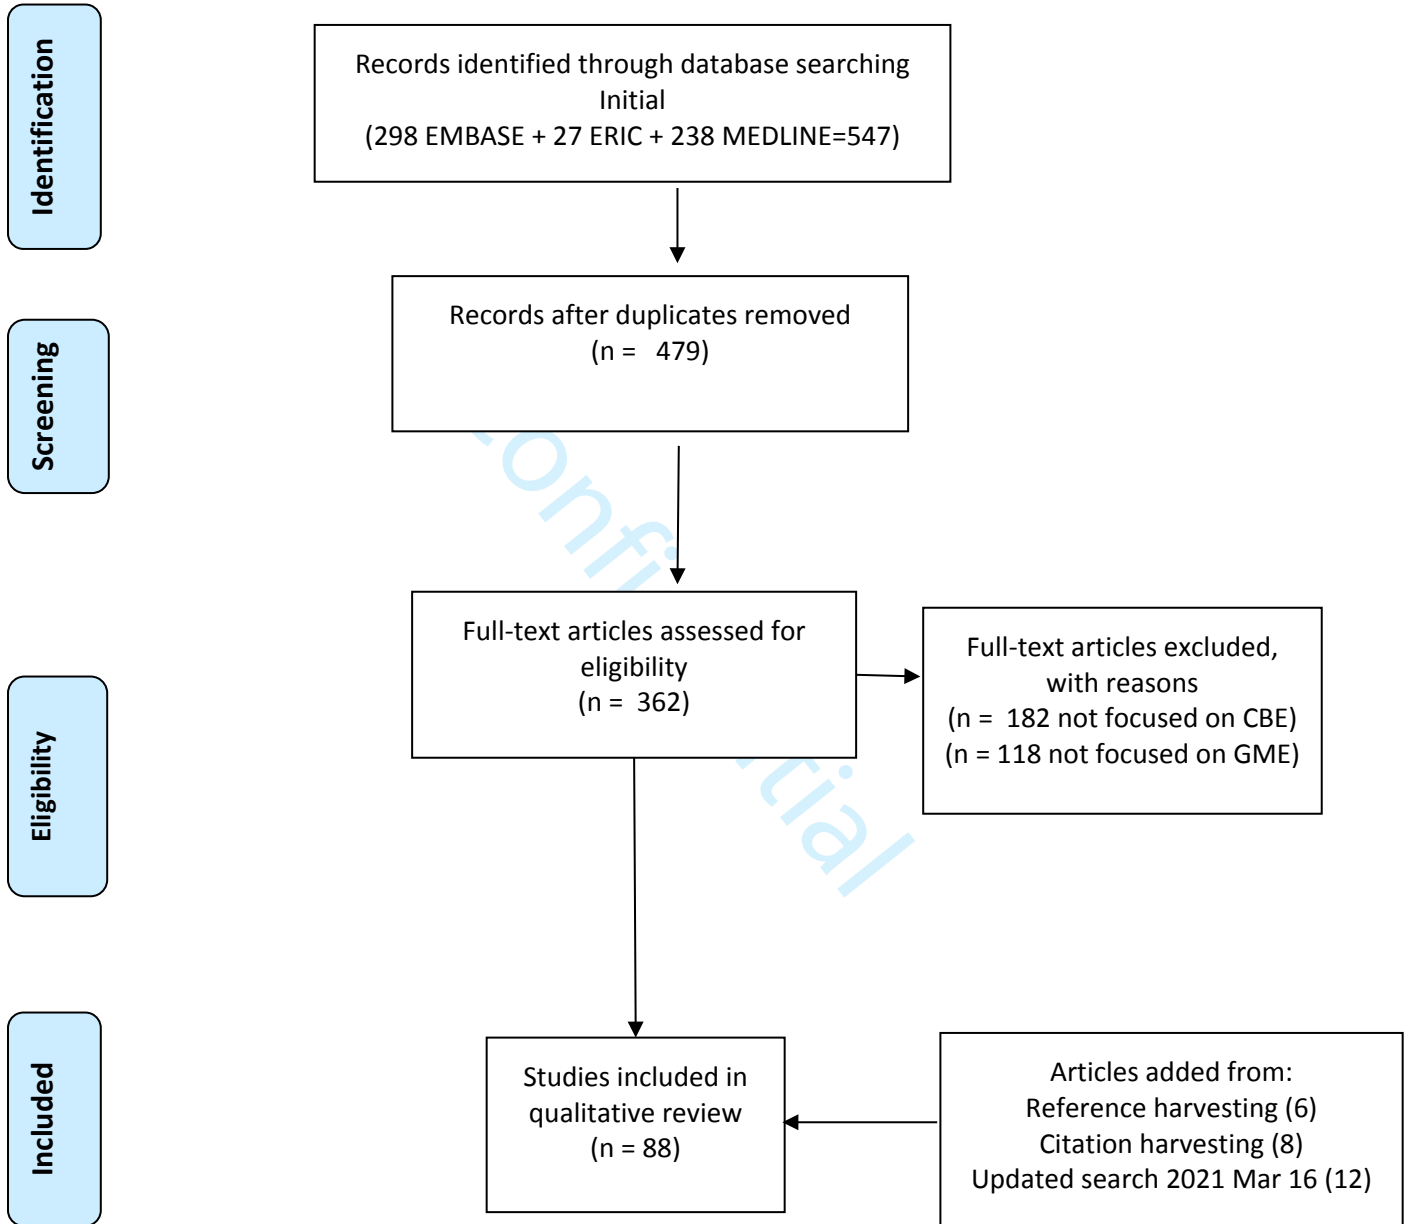 Identification
Records identified through database searching
Initial
(298 EMBASE + 27 ERIC + 238 MEDLINE=547)
Screening
Records after duplicates removed
(n = 479)
Eligibility
Full-text articles assessed for
eligibility
(n = 362)
Full-text articles excluded,
with reasons
(n = 182 not focused on CBE)
(n = 118 not focused on GME)
Included
Studies included in
qualitative review
(n = 88)
Articles added from:
Reference harvesting (6)
Citation harvesting (8)
Updated search 2021 Mar 16 (12)